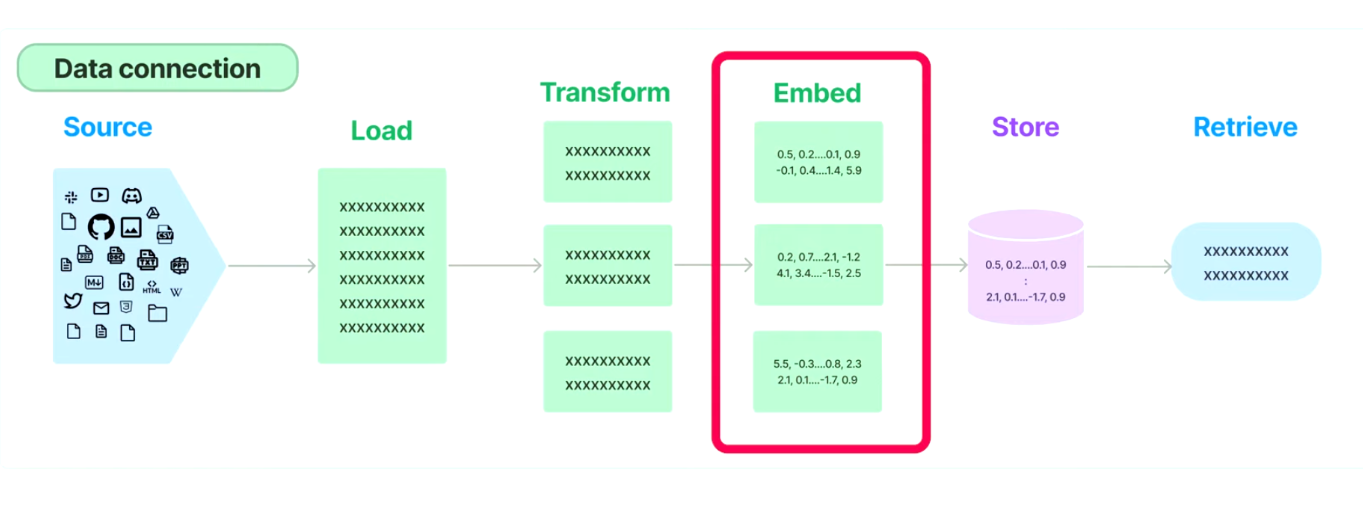 Data connection
Source
Load
Transform
Embed
Store
Retrieve
CSV
TXT
PPT
M
HTML
W
XXXXXXXXXX
XXXXXXXXXX
XXXXXXXXXX
XXXXXXXXXX
XXXXXXXXXX
XXXXXXXXXX
XXXXXXXXXX
XXXXXXXXXX
XXXXXXXXXX
XXXXXXXXXX
XXXXXXXXXX
XXXXXXXXXX
0.5, 0.2....0.1, 0.9
-0.1, 0.4....1.4, 5.9
0.2, 0.7....2.1, -1.2
4.1, 3.4....-1.5, 2.5
5.5, -0.3....0.8, 2.3
2.1, 0.1....-1.7, 0.9
0.5, 0.2....0.1, 0.9
:
2.1, 0.1....-1.7, 0.9
XXXXXXXXXX
XXXXXXXXXX